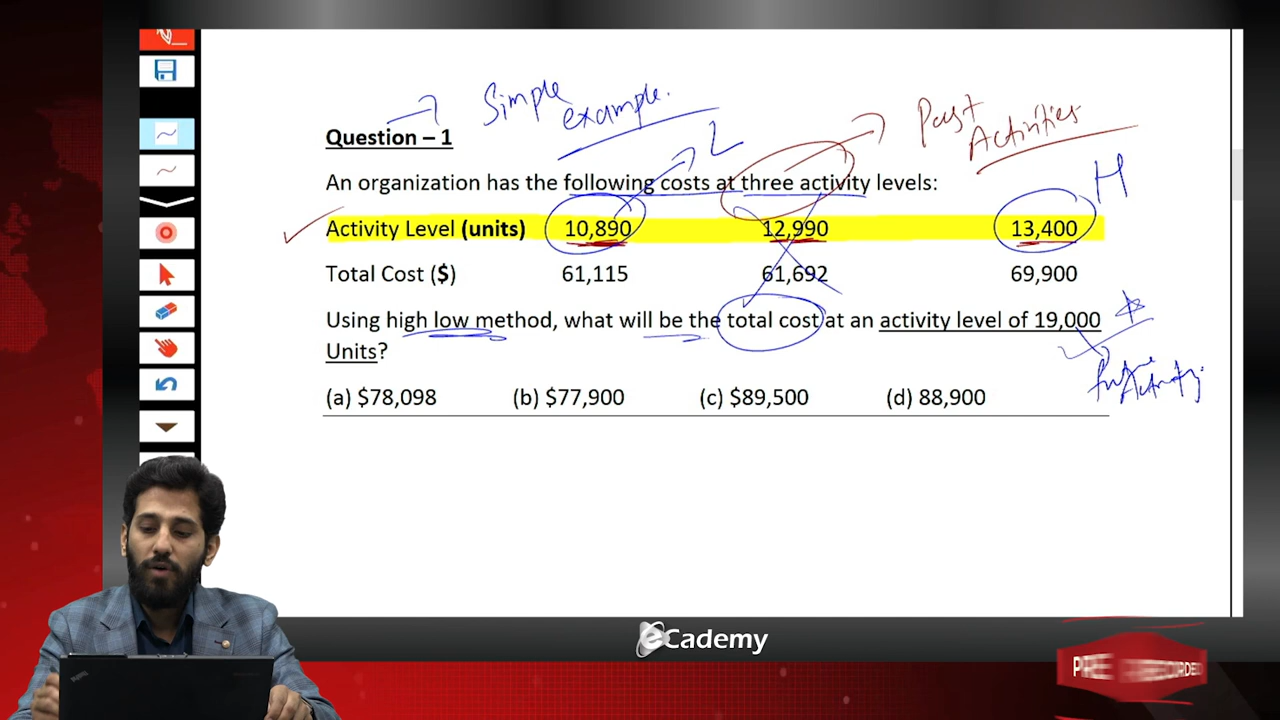 Simple
example.
Past
Activities
Question – 1
L
H
An organization has the following costs at three activity levels:
Activity Level (units) 10,890 12,990 13,400
Total Cost ($) 61,115 61,692 69,900
Using high low method, what will be the total cost at an activity level of 19,000
Units?
Future
Activity.
(a) $78,098 (b) $77,900 (c) $89,500 (d) 88,900
eCademy
PRE